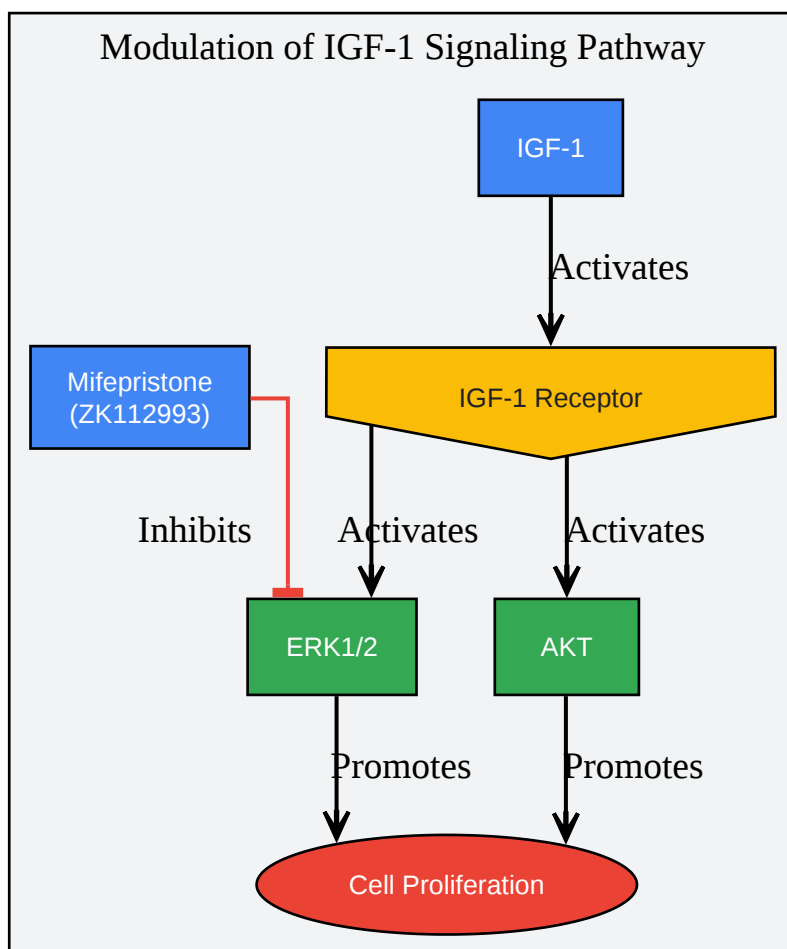 Modulation of IGF-1 Signaling Pathway
IGF-1
Activates
Mifepristone
(ZK112993)
IGF-1 Receptor
Inhibits
Activates
Activates
ERK1/2
AKT
Promotes
Promotes
Cell Proliferation